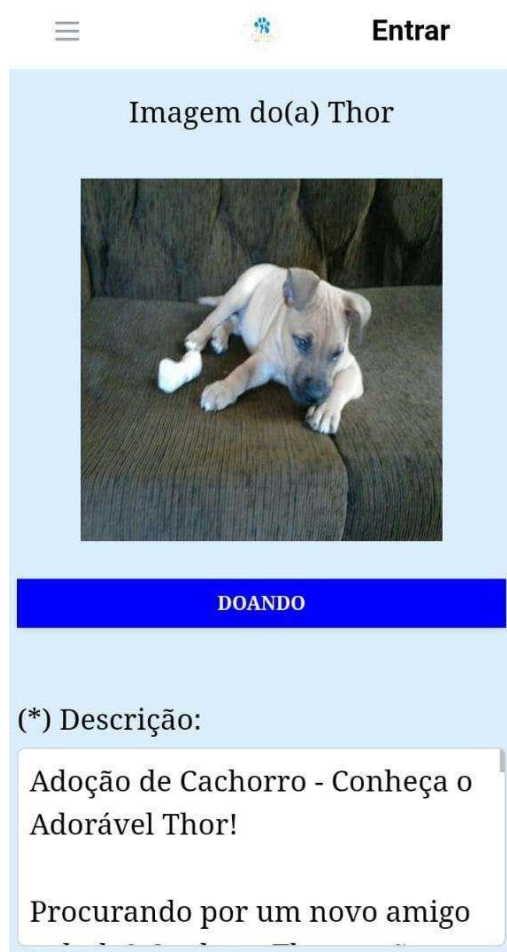 Entrar
Imagem do(a) Thor
DOANDO
(*) Descrição:
Adoção de Cachorro - Conheça o
Adorável Thor!
Procurando por um novo amigo